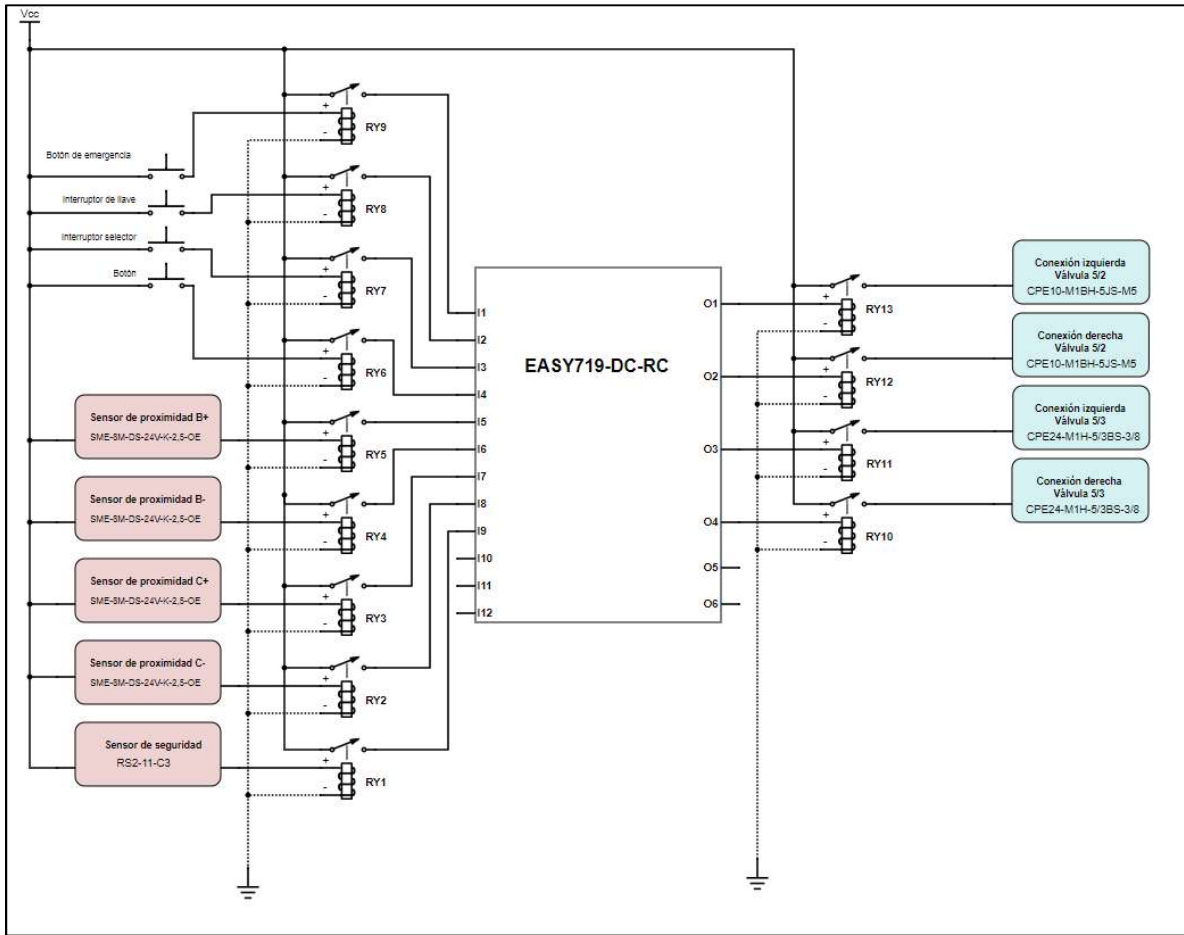 Vcc
+
-
RY9
Botón de emergencia
+
-
RY8
Interruptor de llave
Interruptor selector
+
-
RY7
Botón
+
-
RY6
Sensor de proximidad B+
SME-8M-DS-24V-K-2,5-OE
+
-
RY5
Sensor de proximidad B-
SME-8M-DS-24V-K-2,5-OE
+
-
RY4
Sensor de proximidad C+
SME-8M-DS-24V-K-2,5-OE
+
-
RY3
Sensor de proximidad C-
SME-8M-DS-24V-K-2,5-OE
+
-
RY2
Sensor de seguridad
RS2-11-C3
+
-
RY1
EASY719-DC-RC
I1
I2
I3
I4
I5
I6
I7
I8
I9
I10
I11
I12
O1
O2
O3
O4
O5
O6
+
-
RY13
+
-
RY12
+
-
RY11
+
-
RY10
Conexión izquierda
Válvula 5/2
CPE10-M1BH-5JS-M5
Conexión derecha
Válvula 5/2
CPE10-M1BH-5JS-M5
Conexión izquierda
Válvula 5/3
CPE24-M1H-5/3BS-3/8
Conexión derecha
Válvula 5/3
CPE24-M1H-5/3BS-3/8